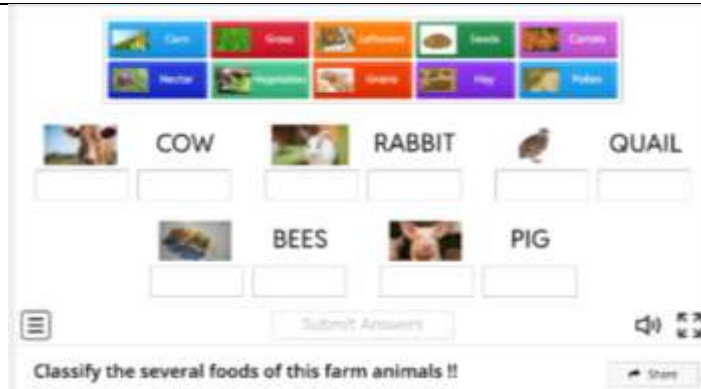 Corn Grass Leftovers Seeds Carrots
Nectar Vegetables Grains Hay Pollen
COW RABBIT QUAIL
BEES PIG
Submit Answers
Classify the several foods of this farm animals !!
Share